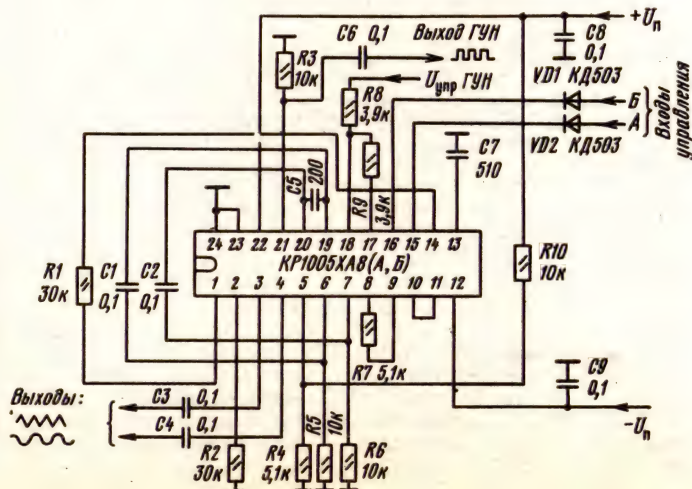 C6 0,1
Выход ГУН
+Uп
R3
10к
C8
0,1
Uупр ГУН
VD1 КД503
R8
3,9к
Б
А
Входы
управления
C7
510
VD2 КД503
C5
200
R9
3,9к
24 23 22 21 20 19 18 17 16 15 14 13
КР1005ХА8(А,Б)
1 2 3 4 5 6 7 8 9 10 11 12
R1
30к
C1
0,1
C2
0,1
R10
10к
R7 5,1к
C9
0,1
Выходы:
C3 0,1
C4 0,1
-Uп
R2
30к
R4
5,1к
R5
10к
R6
10к